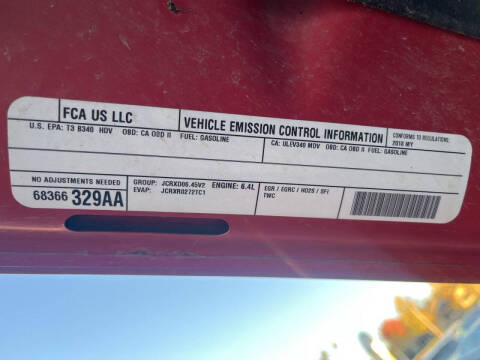 FCA US LLC
VEHICLE EMISSION CONTROL INFORMATION
CONFORMS TO REGULATIONS:
2018 MY
U.S. EPA: T3 B340 HDV OBD: CA OBD II FUEL: GASOLINE
CA: ULEV340 MDV OBD: CA OBD II FUEL: GASOLINE
NO ADJUSTMENTS NEEDED
68366 329AA
GROUP: JCRXD06.45V2 ENGINE: 6.4L
EVAP: JCRXR0272TC1
EGR / EGRC / HO2S / SFI
TWC